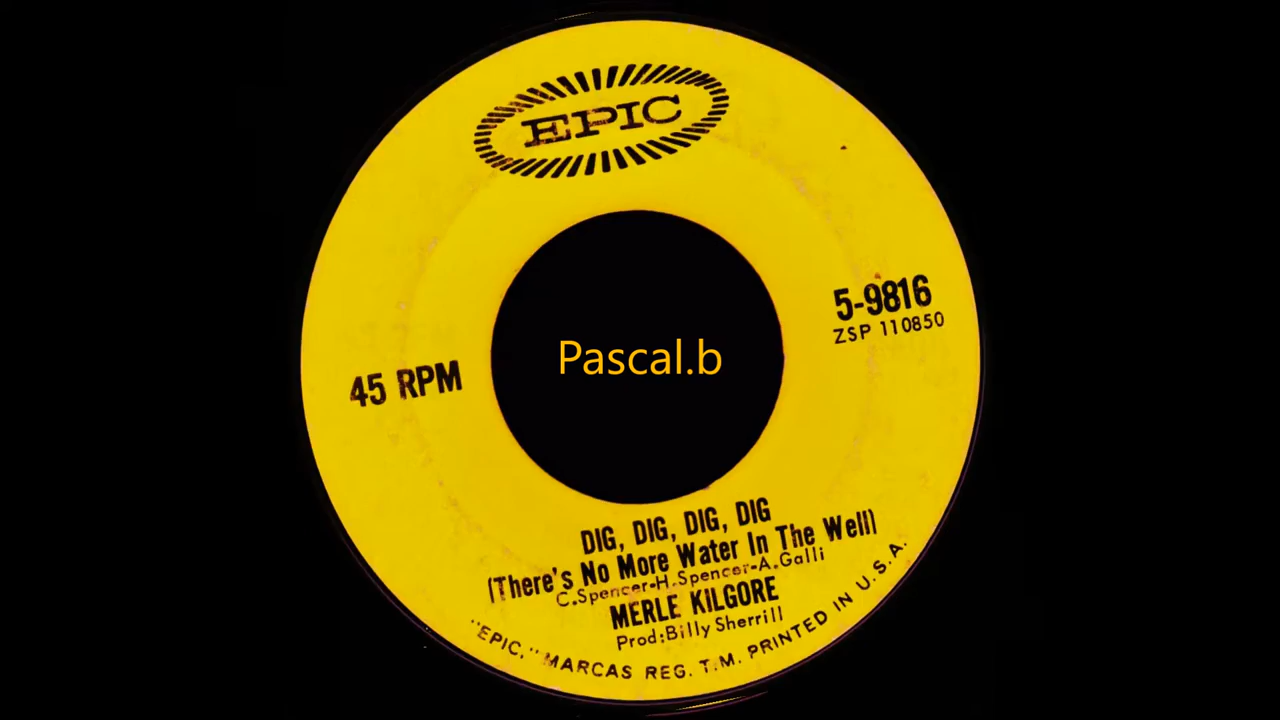 EPIC
5-9816
ZSP 110850
Pascal.b
45 RPM
DIG, DIG, DIG, DIG
(There's No More Water In The Well)
C.Spencer-H.Spencer-A.Galli
MERLE KILGORE
Prod:Billy Sherrill
"EPIC," MARCAS REG. T.M. PRINTED IN U.S.A.